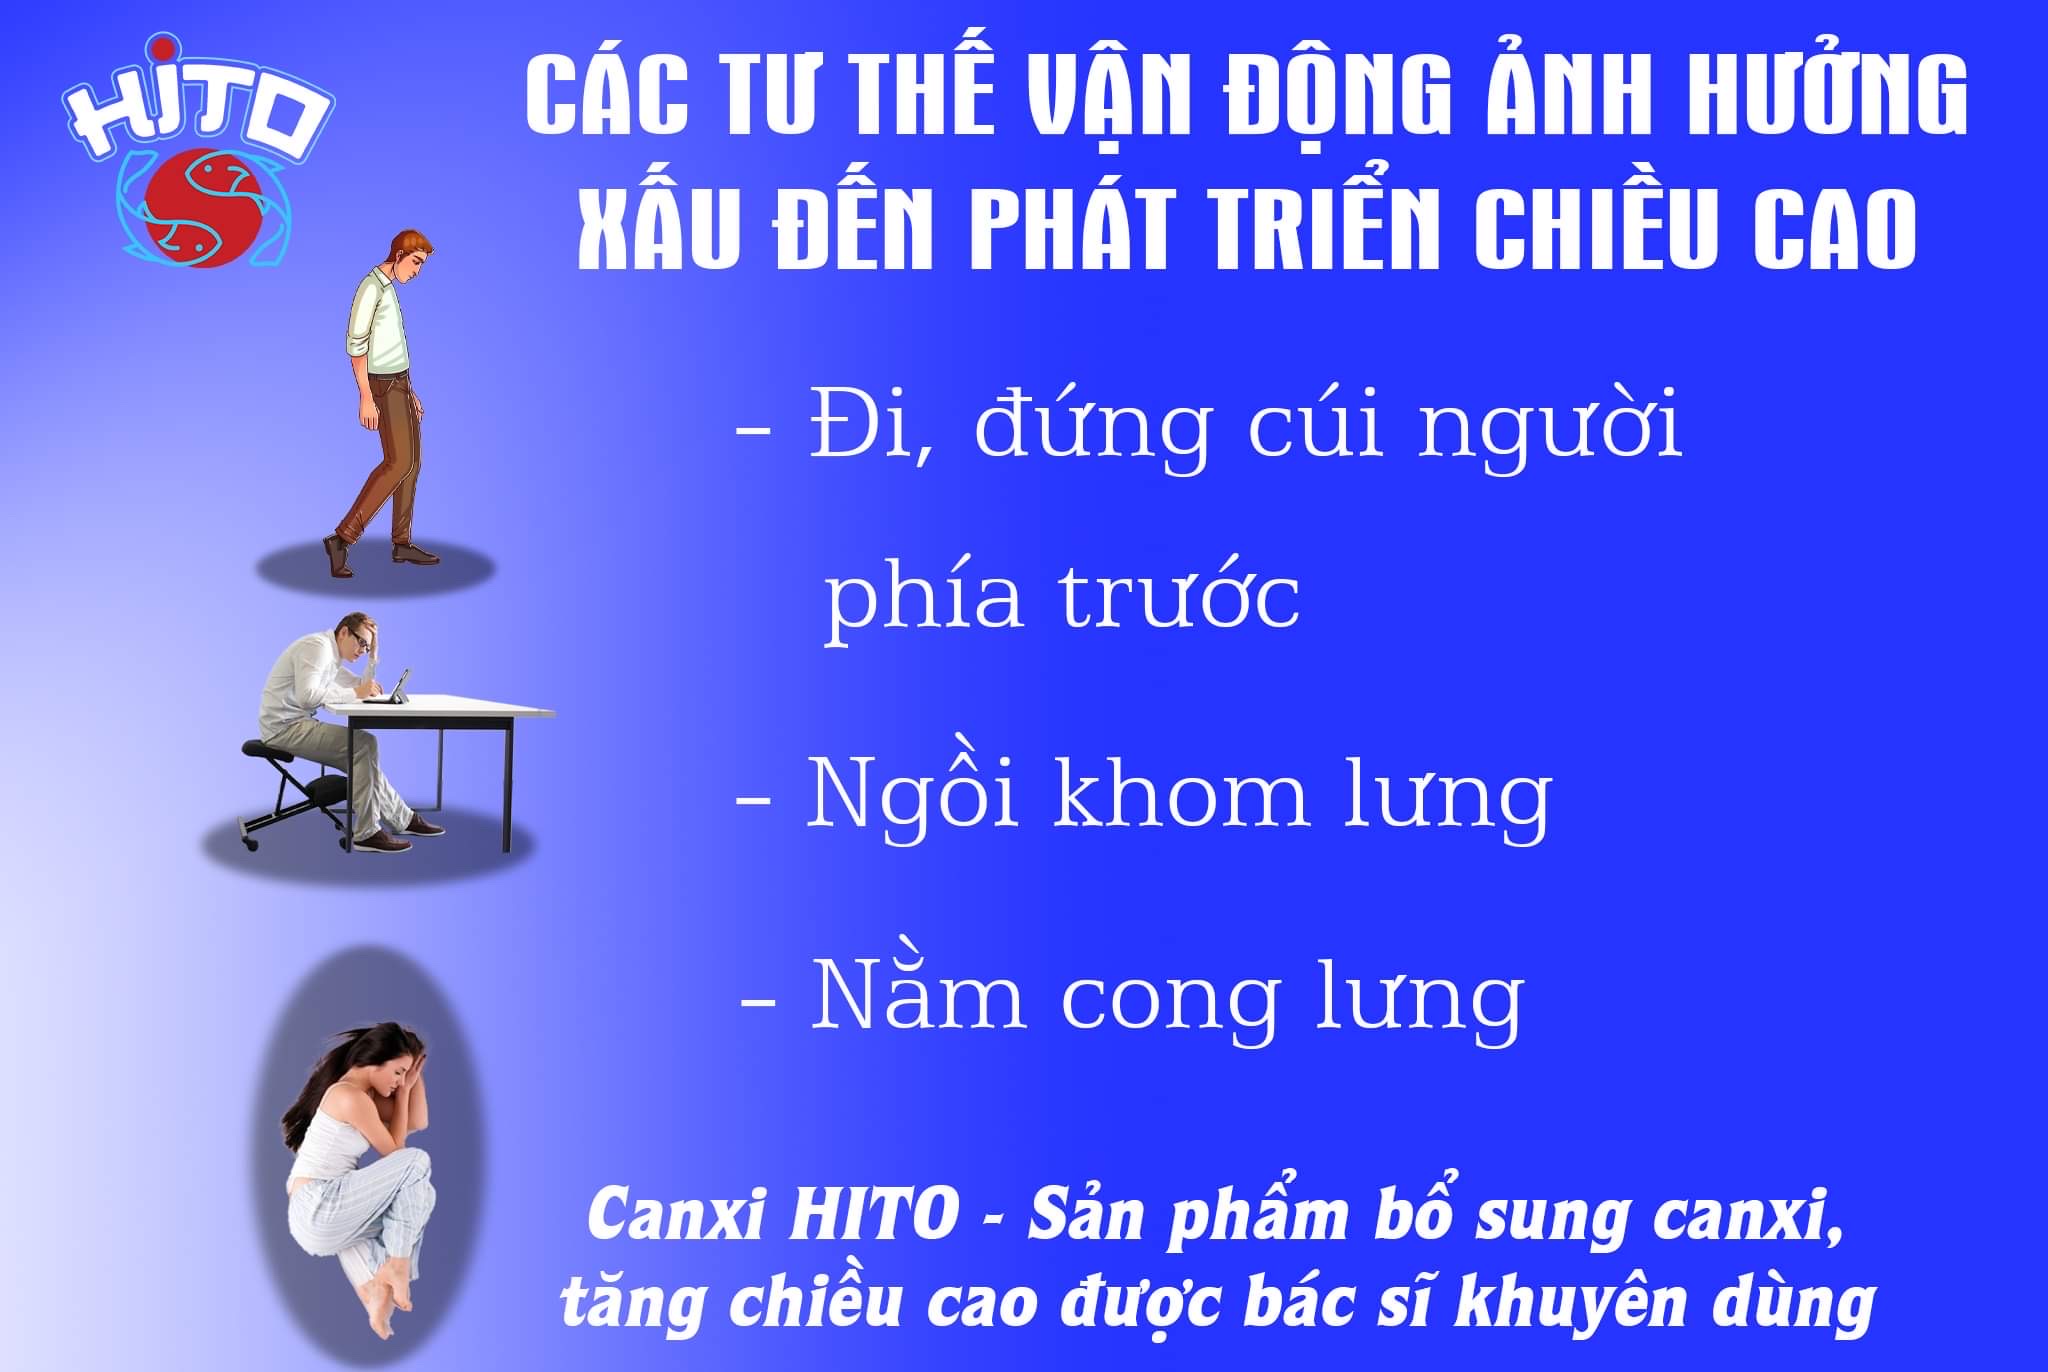 HITO
CÁC TƯ THẾ VẬN ĐỘNG ẢNH HƯỞNG
XẤU ĐẾN PHÁT TRIỂN CHIỀU CAO
- Đi, đứng cúi người
phía trước
- Ngồi khom lưng
- Nằm cong lưng
Canxi HITO - Sản phẩm bổ sung canxi,
tăng chiều cao được bác sĩ khuyên dùng